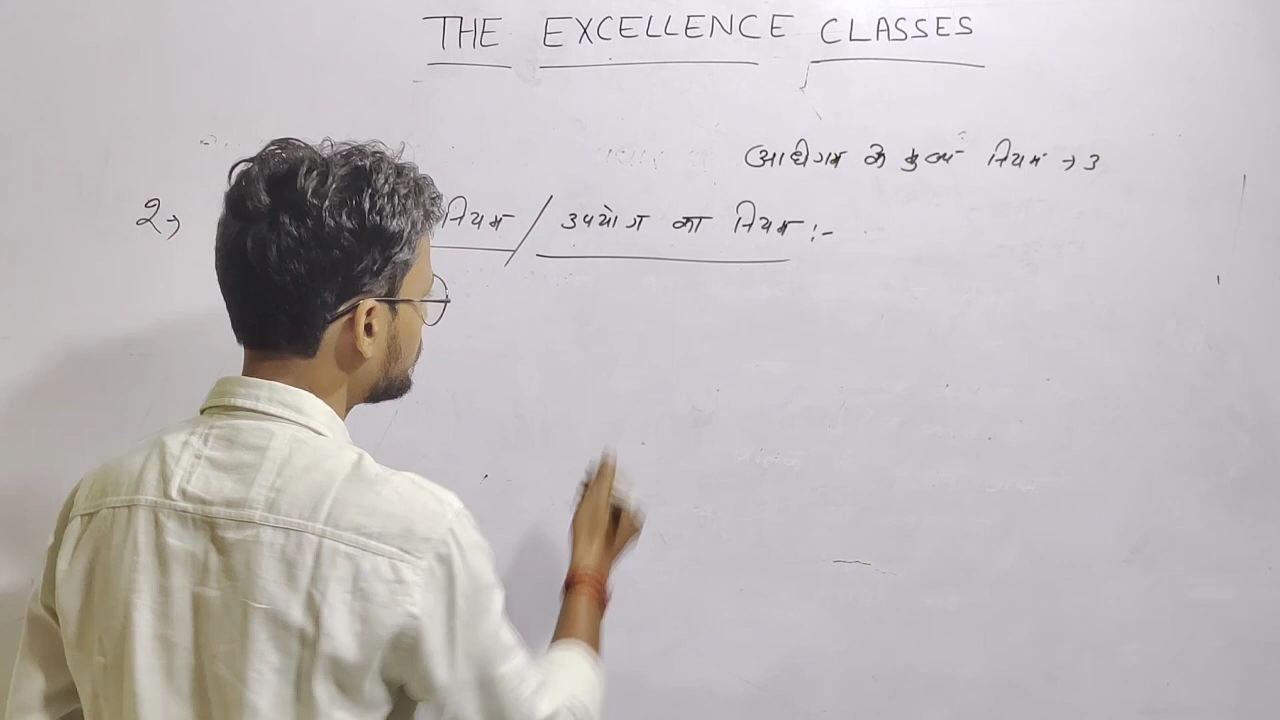 THE EXCELLENCE CLASSES
अधिगम के मुख्य नियम → 3
2→ नियम / उपयोग का नियम :-